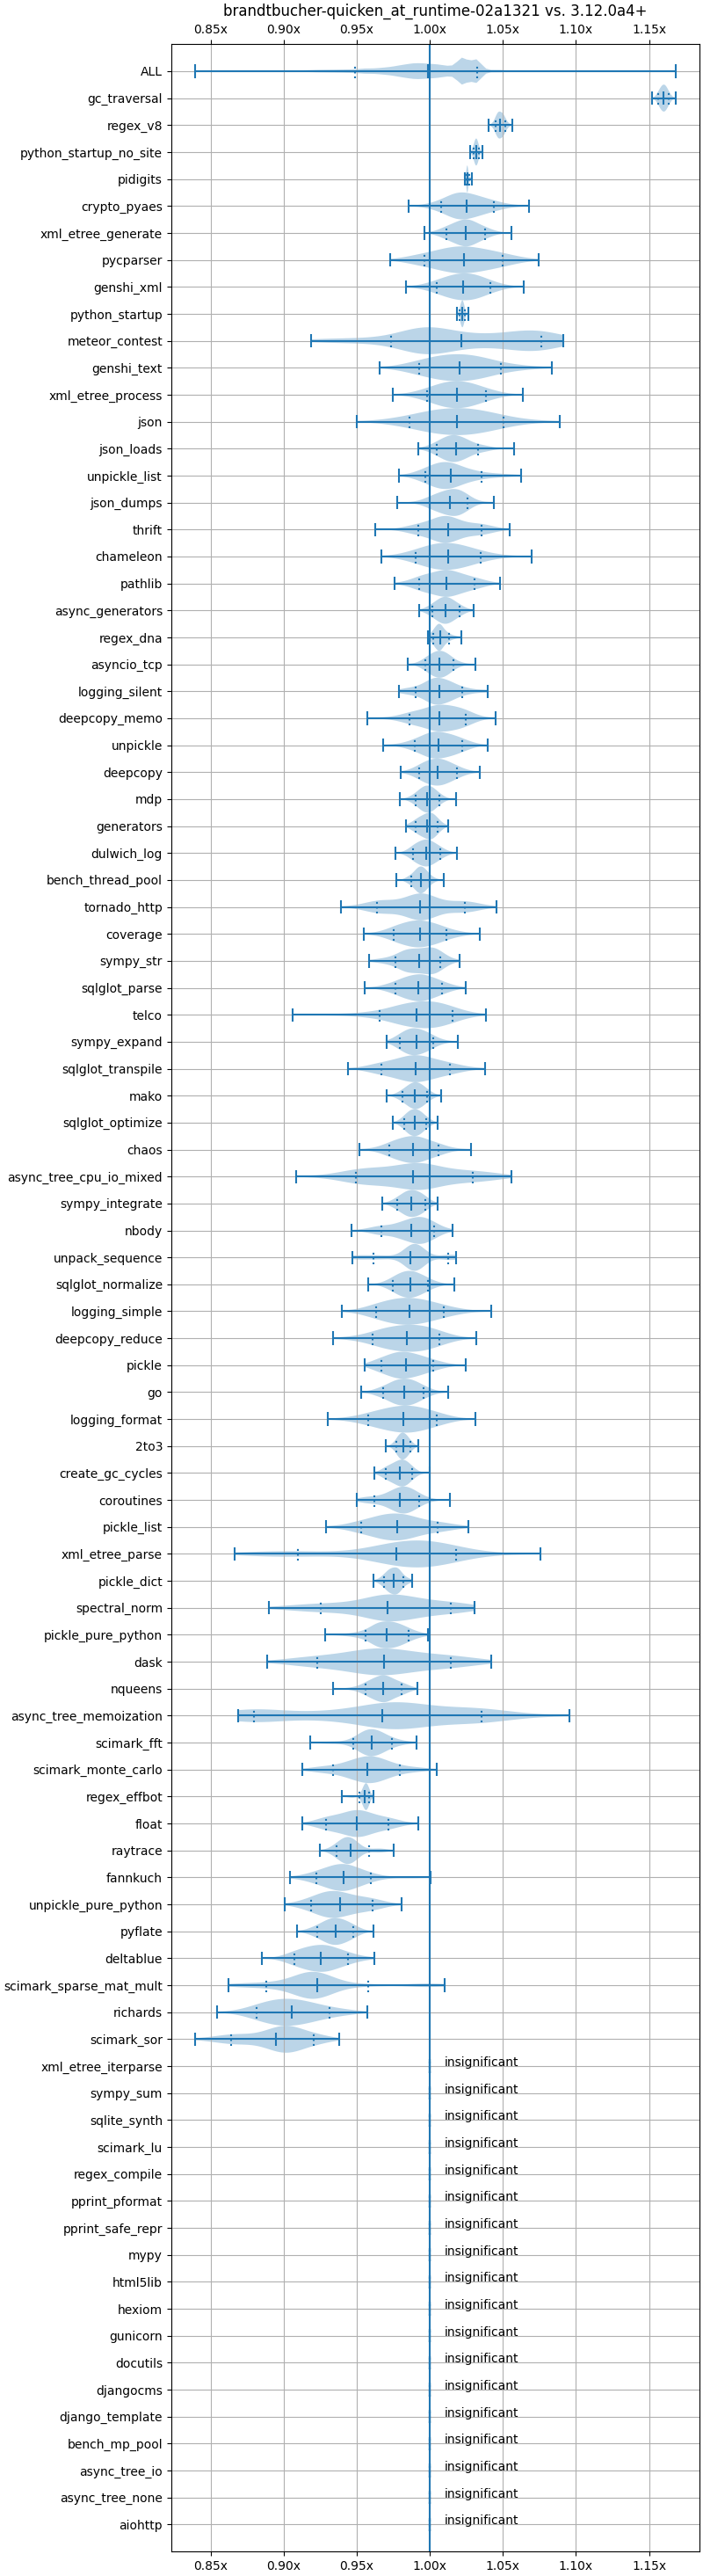 brandtbucher-quicken_at_runtime-02a1321 vs. 3.12.0a4+
0.85x 0.90x 0.95x 1.00x 1.05x 1.10x 1.15x
ALL
gc_traversal
regex_v8
python_startup_no_site
pidigits
crypto_pyaes
xml_etree_generate
pycparser
genshi_xml
python_startup
meteor_contest
genshi_text
xml_etree_process
json
json_loads
unpickle_list
json_dumps
thrift
chameleon
pathlib
async_generators
regex_dna
asyncio_tcp
logging_silent
deepcopy_memo
unpickle
deepcopy
mdp
generators
dulwich_log
bench_thread_pool
tornado_http
coverage
sympy_str
sqlglot_parse
telco
sympy_expand
sqlglot_transpile
mako
sqlglot_optimize
chaos
async_tree_cpu_io_mixed
sympy_integrate
nbody
unpack_sequence
sqlglot_normalize
logging_simple
deepcopy_reduce
pickle
go
logging_format
2to3
create_gc_cycles
coroutines
pickle_list
xml_etree_parse
pickle_dict
spectral_norm
pickle_pure_python
dask
nqueens
async_tree_memoization
scimark_fft
scimark_monte_carlo
regex_effbot
float
raytrace
fannkuch
unpickle_pure_python
pyflate
deltablue
scimark_sparse_mat_mult
richards
scimark_sor
xml_etree_iterparse insignificant
sympy_sum insignificant
sqlite_synth insignificant
scimark_lu insignificant
regex_compile insignificant
pprint_pformat insignificant
pprint_safe_repr insignificant
mypy insignificant
html5lib insignificant
hexiom insignificant
gunicorn insignificant
docutils insignificant
djangocms insignificant
django_template insignificant
bench_mp_pool insignificant
async_tree_io insignificant
async_tree_none insignificant
aiohttp insignificant
0.85x 0.90x 0.95x 1.00x 1.05x 1.10x 1.15x